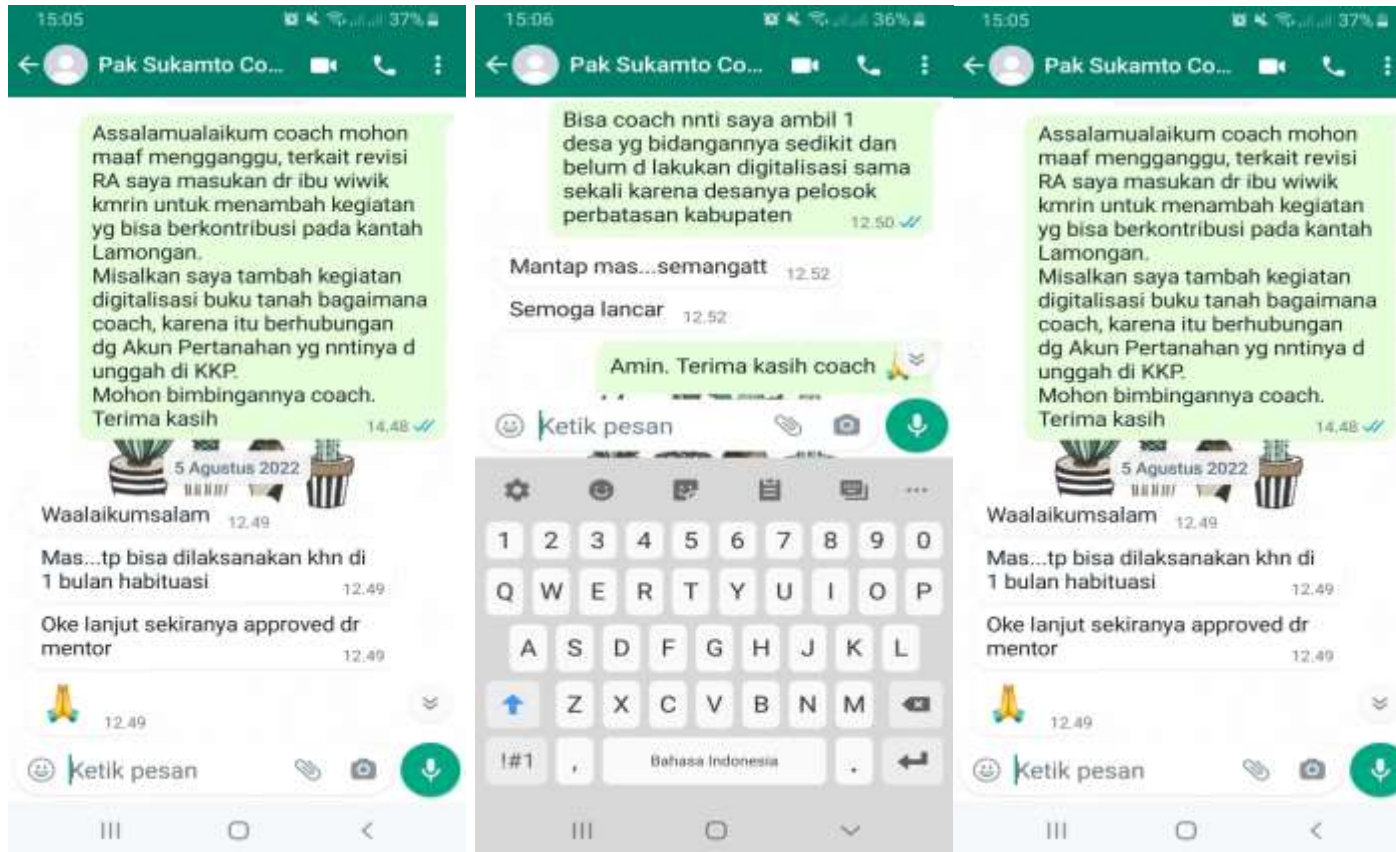 15:05
37%
Pak Sukamto Co...
Assalamualaikum coach mohon
maaf mengganggu, terkait revisi
RA saya masukan dr ibu wiwik
kmrin untuk menambah kegiatan
yg bisa berkontribusi pada kantah
Lamongan.
Misalkan saya tambah kegiatan
digitalisasi buku tanah bagaimana
coach, karena itu berhubungan
dg Akun Pertanahan yg nntinya d
unggah di KKP.
Mohon bimbingannya coach.
Terima kasih
14.48
5 Agustus 2022
Waalaikumsalam 12.49
Mas...tp bisa dilaksanakan khn di
1 bulan habituasi 12.49
Oke lanjut sekiranya approved dr
mentor 12.49
🙏 12.49
Ketik pesan
15:06
36%
Pak Sukamto Co...
Bisa coach nnti saya ambil 1
desa yg bidangannya sedikit dan
belum d lakukan digitalisasi sama
sekali karena desanya pelosok
perbatasan kabupaten 12.50
Mantap mas...semangatt 12.52
Semoga lancar 12.52
Amin. Terima kasih coach 🙏
Ketik pesan
1 2 3 4 5 6 7 8 9 0
Q W E R T Y U I O P
A S D F G H J K L
Z X C V B N M
!#1 , Bahasa Indonesia .
15:05
37%
Pak Sukamto Co...
Assalamualaikum coach mohon
maaf mengganggu, terkait revisi
RA saya masukan dr ibu wiwik
kmrin untuk menambah kegiatan
yg bisa berkontribusi pada kantah
Lamongan.
Misalkan saya tambah kegiatan
digitalisasi buku tanah bagaimana
coach, karena itu berhubungan
dg Akun Pertanahan yg nntinya d
unggah di KKP.
Mohon bimbingannya coach.
Terima kasih
14.48
5 Agustus 2022
Waalaikumsalam 12.49
Mas...tp bisa dilaksanakan khn di
1 bulan habituasi 12.49
Oke lanjut sekiranya approved dr
mentor 12.49
🙏 12.49
Ketik pesan